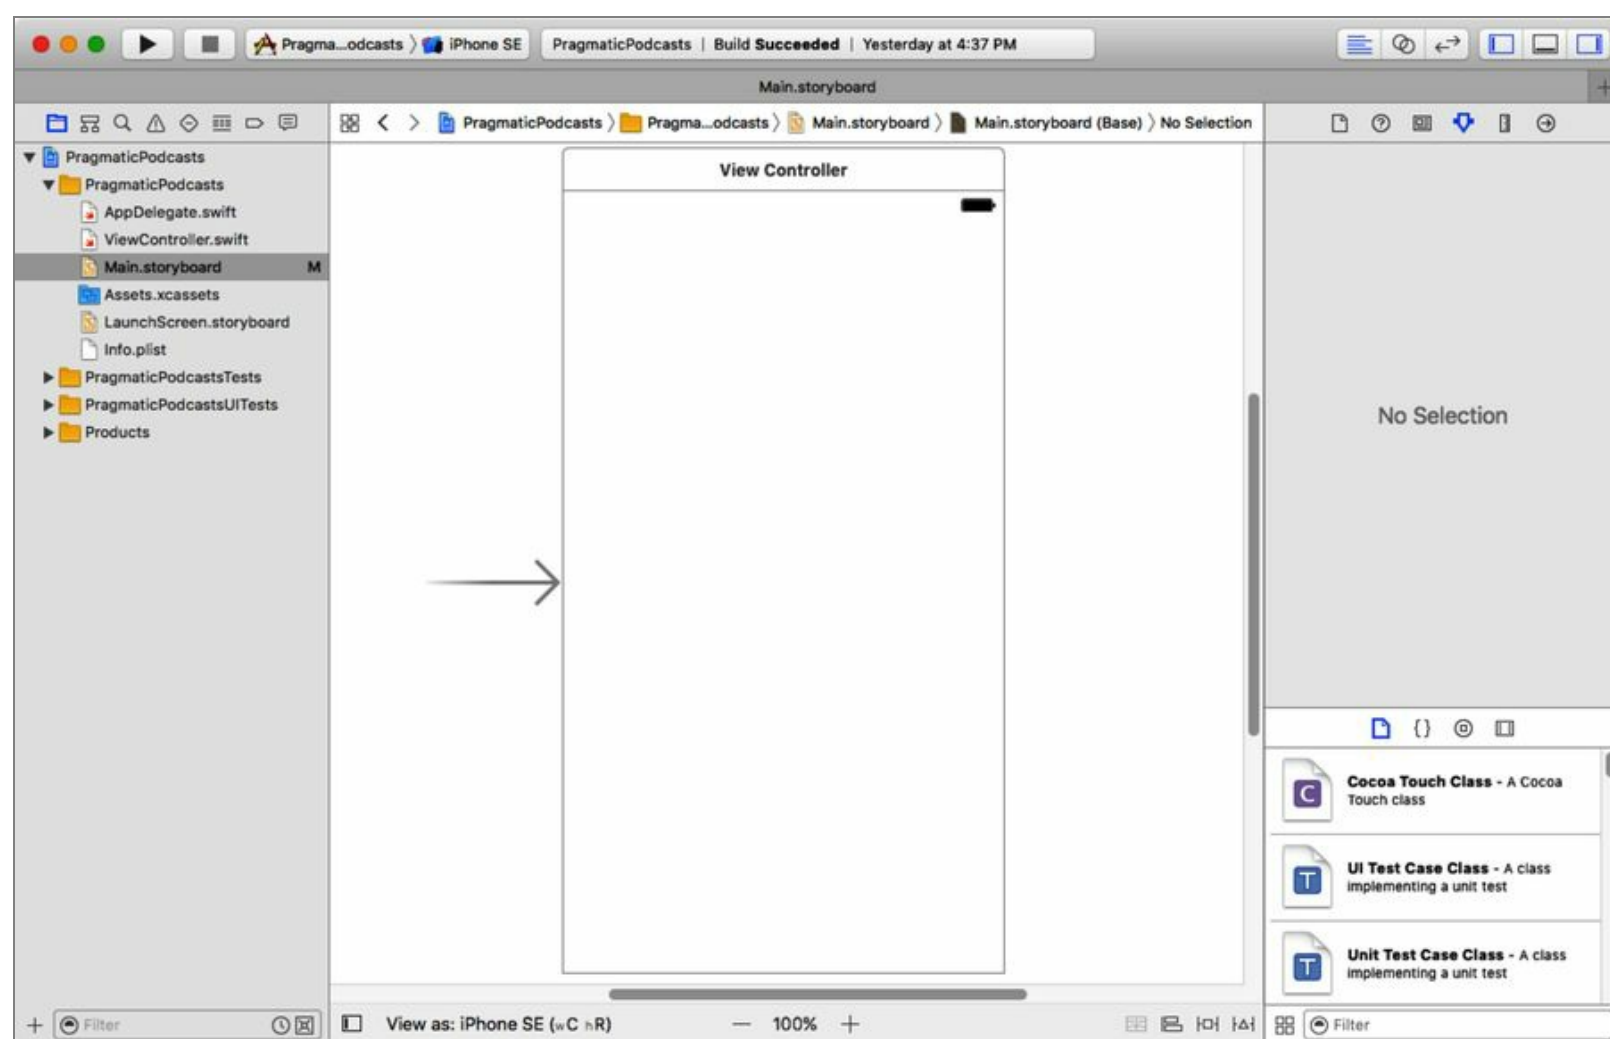 Pragma...odcasts 〉 iPhone SE
PragmaticPodcasts | Build Succeeded | Yesterday at 4:37 PM
Main.storyboard
PragmaticPodcasts 〉 Pragma...odcasts 〉 Main.storyboard 〉 Main.storyboard (Base) 〉 No Selection
PragmaticPodcasts
PragmaticPodcasts
AppDelegate.swift
ViewController.swift
Main.storyboard M
Assets.xcassets
LaunchScreen.storyboard
Info.plist
PragmaticPodcastsTests
PragmaticPodcastsUITests
Products
View Controller
No Selection
{}
C
Cocoa Touch Class - A Cocoa
Touch class
T
UI Test Case Class - A class
implementing a unit test
T
Unit Test Case Class - A class
implementing a unit test
Filter
View as: iPhone SE (wC hR)
— 100% +
Filter